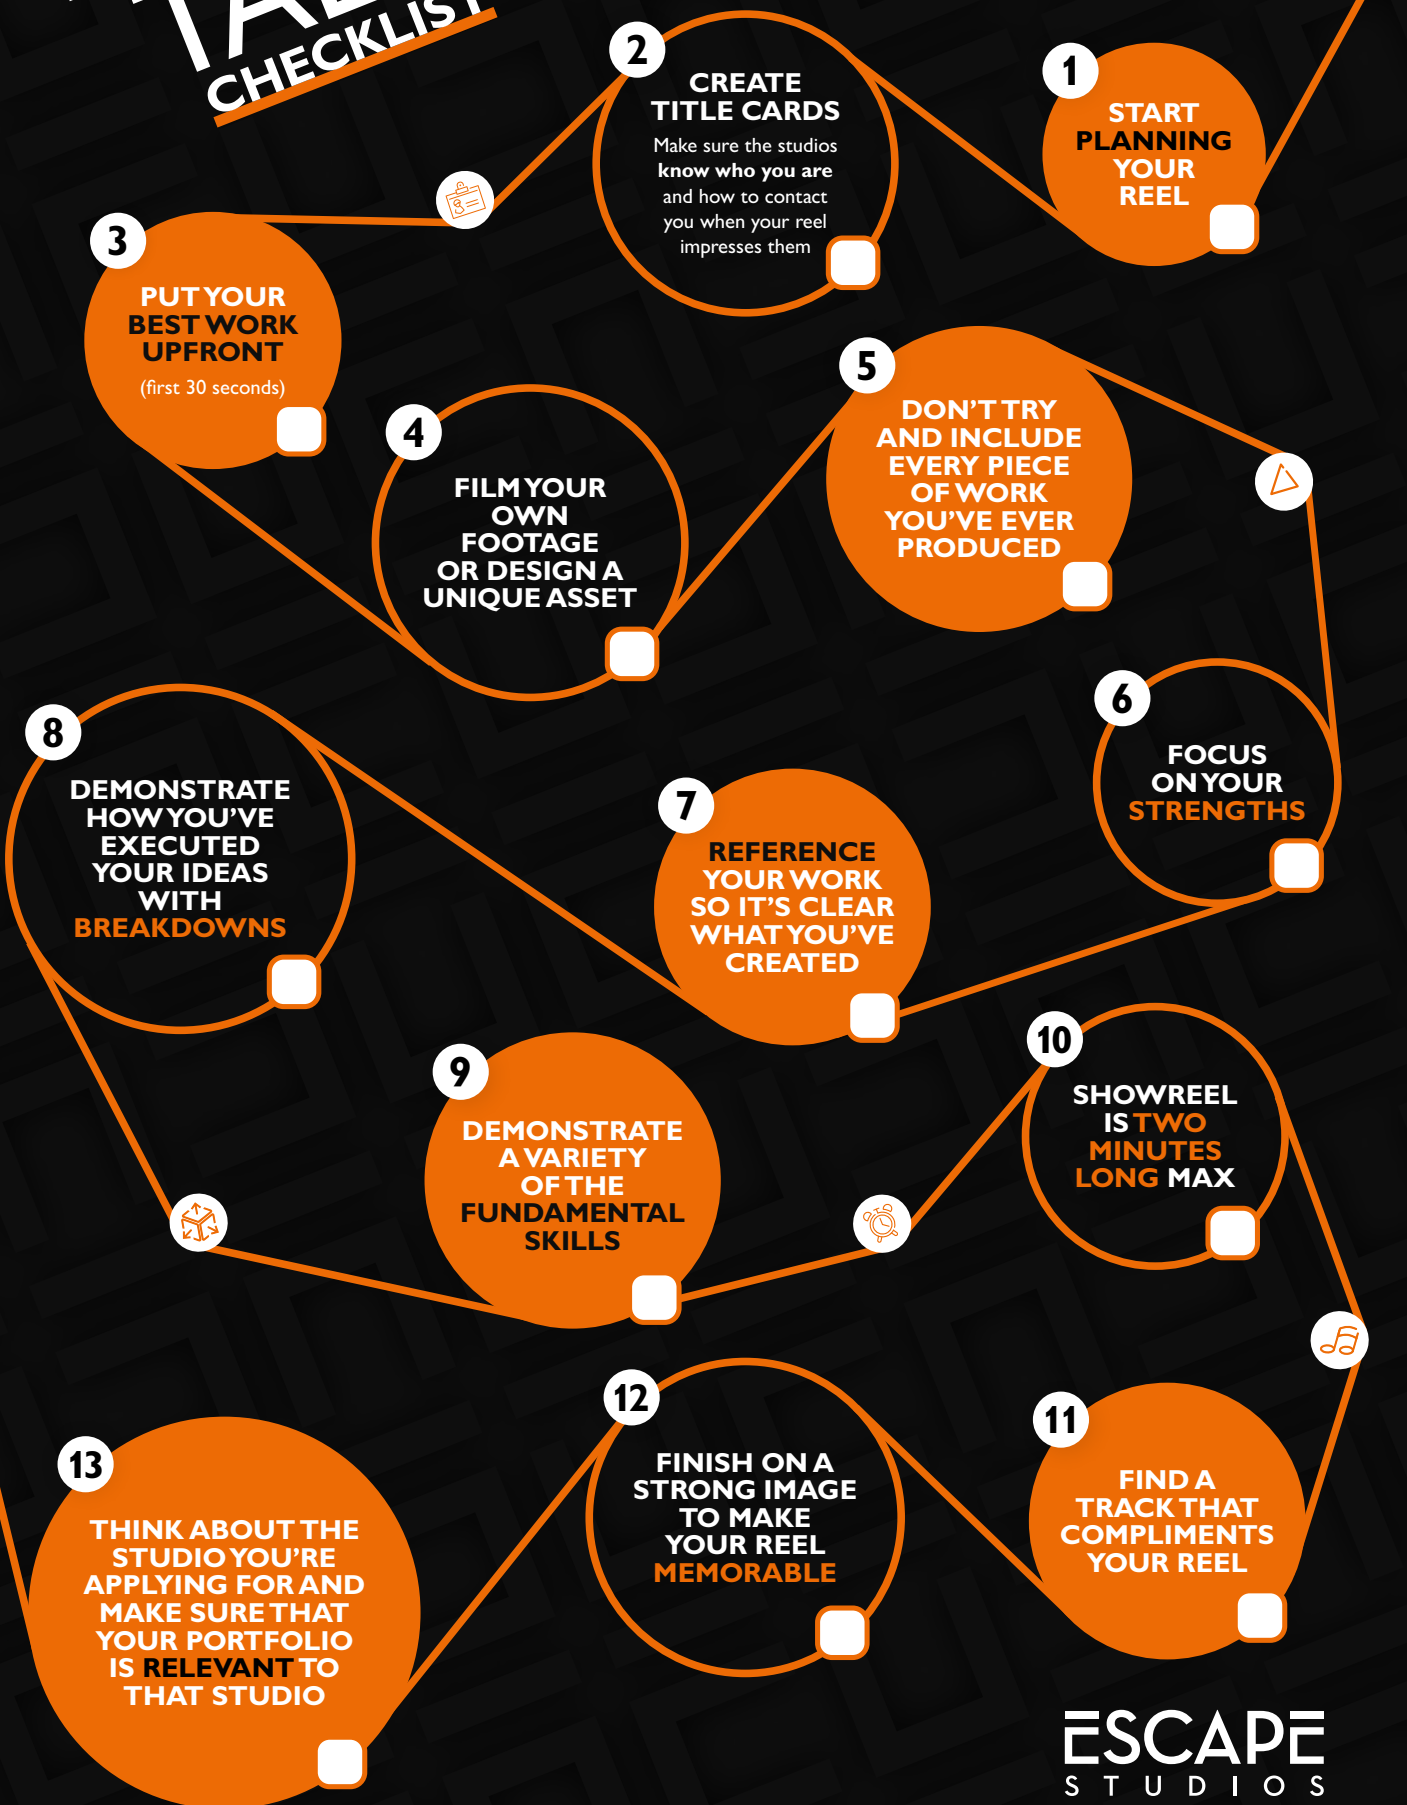 CHECKLIST
1
START
PLANNING
YOUR
REEL
2
CREATE
TITLE CARDS
Make sure the studios
know who you are
and how to contact
you when your reel
impresses them
3
PUT YOUR
BEST WORK
UPFRONT
(first 30 seconds)
4
FILM YOUR
OWN
FOOTAGE
OR DESIGN A
UNIQUE ASSET
5
DON'T TRY
AND INCLUDE
EVERY PIECE
OF WORK
YOU'VE EVER
PRODUCED
6
FOCUS
ON YOUR
STRENGTHS
7
REFERENCE
YOUR WORK
SO IT'S CLEAR
WHAT YOU'VE
CREATED
8
DEMONSTRATE
HOW YOU'VE
EXECUTED
YOUR IDEAS
WITH
BREAKDOWNS
9
DEMONSTRATE
A VARIETY
OF THE
FUNDAMENTAL
SKILLS
10
SHOWREEL
IS TWO
MINUTES
LONG MAX
11
FIND A
TRACK THAT
COMPLIMENTS
YOUR REEL
12
FINISH ON A
STRONG IMAGE
TO MAKE
YOUR REEL
MEMORABLE
13
THINK ABOUT THE
STUDIO YOU'RE
APPLYING FOR AND
MAKE SURE THAT
YOUR PORTFOLIO
IS RELEVANT TO
THAT STUDIO
ESCAPE
STUDIOS